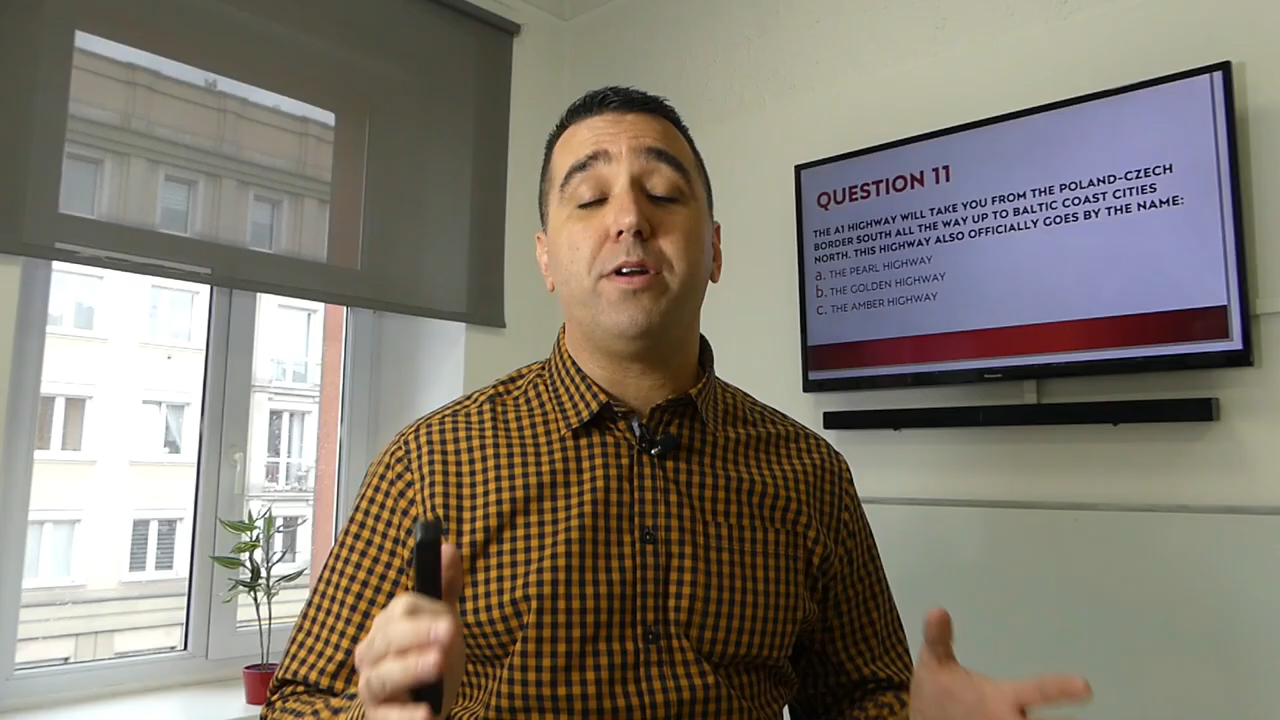 QUESTION 11
THE A1 HIGHWAY WILL TAKE YOU FROM THE POLAND-CZECH
BORDER SOUTH ALL THE WAY UP TO BALTIC COAST CITIES
NORTH. THIS HIGHWAY ALSO OFFICIALLY GOES BY THE NAME:
a. THE PEARL HIGHWAY
b. THE GOLDEN HIGHWAY
c. THE AMBER HIGHWAY
Panasonic